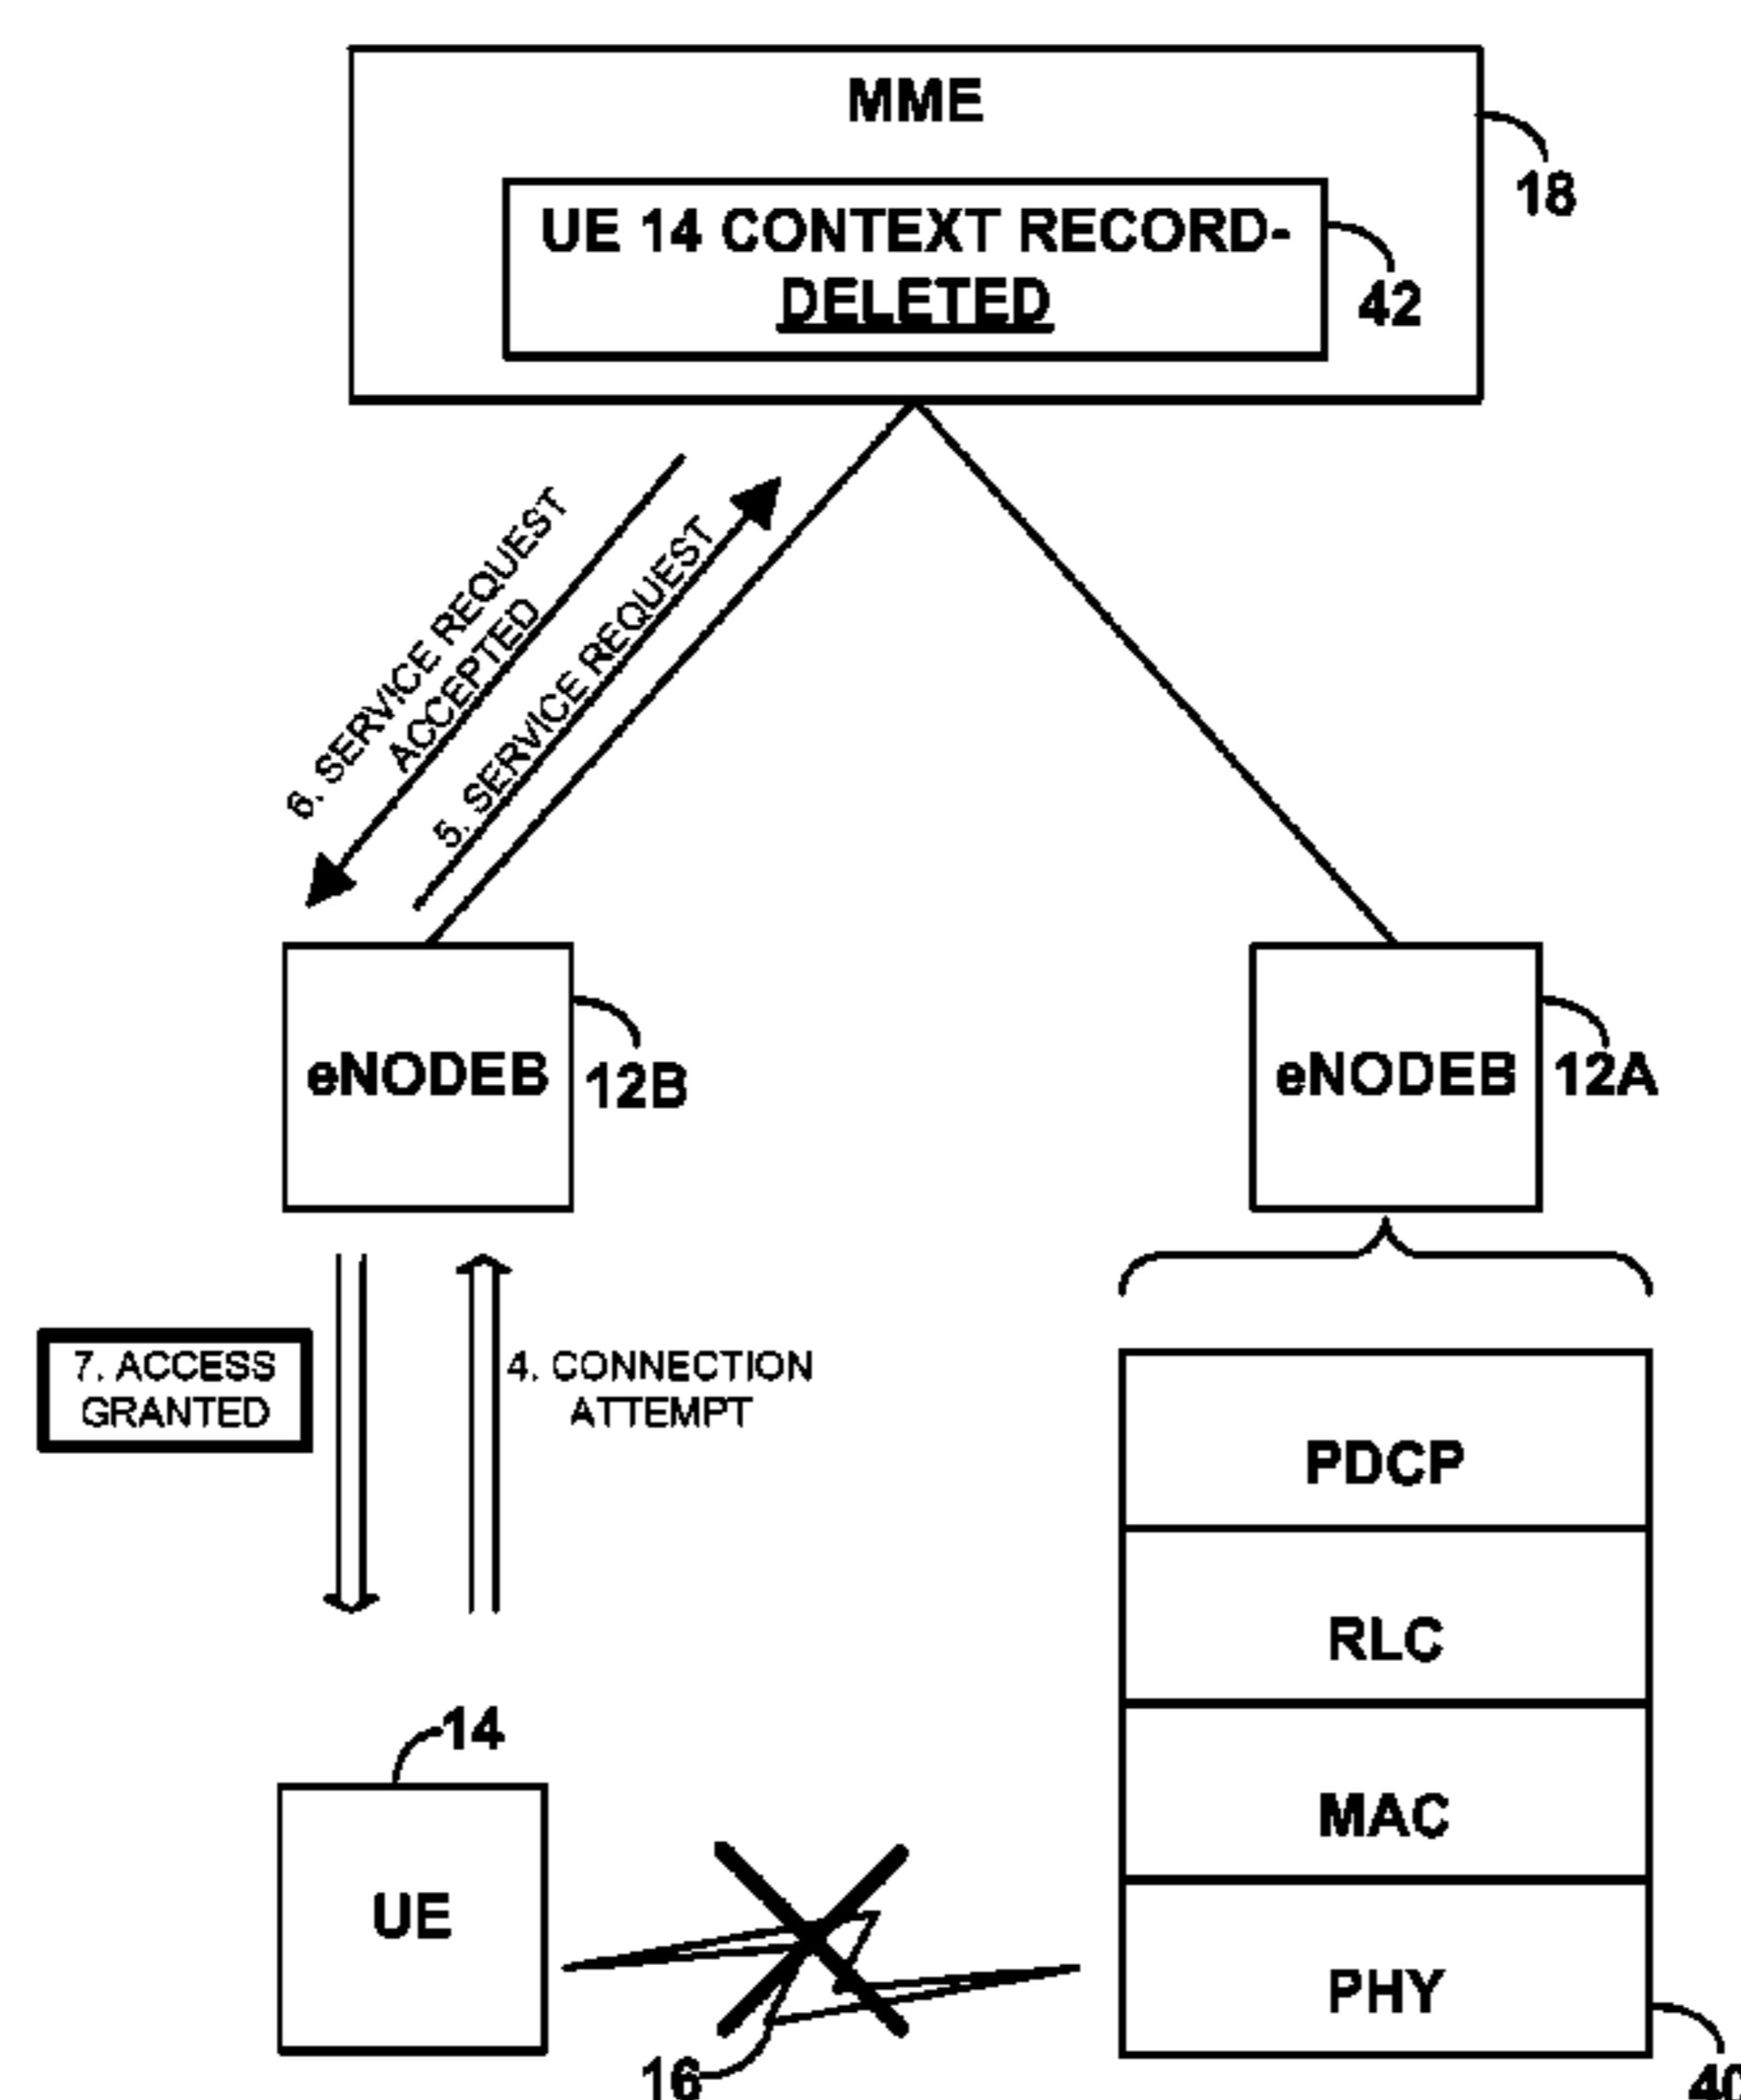 MME
18
UE 14 CONTEXT RECORD-
DELETED
42
6. SERVICE REQUEST
ACCEPTED
5. SERVICE REQUEST
eNODEB
12B
eNODEB
12A
7. ACCESS
GRANTED
4. CONNECTION
ATTEMPT
PDCP
RLC
MAC
PHY
14
UE
16
40